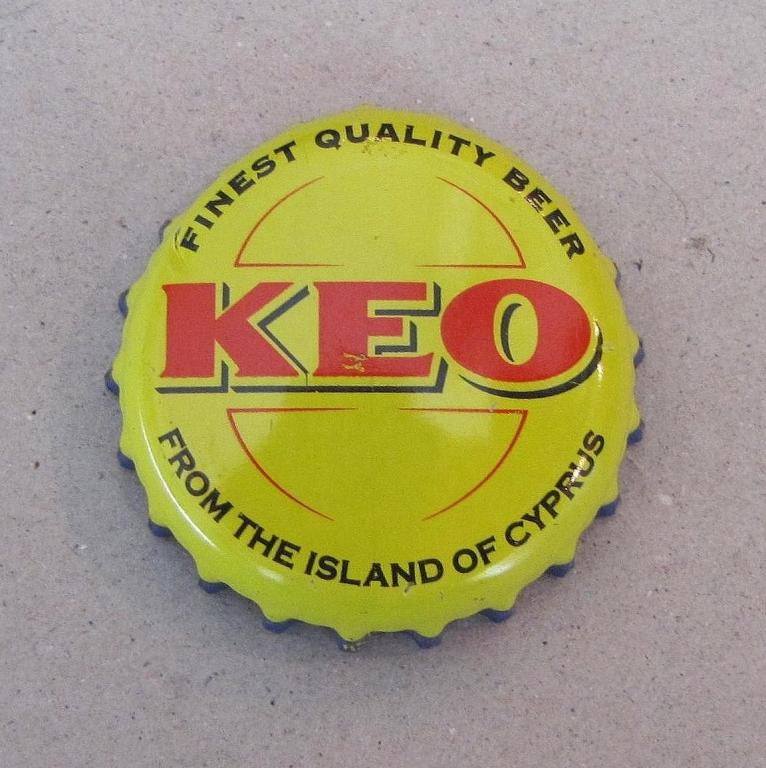 FINEST QUALITY BEER
KEO
FROM THE ISLAND OF CYPRUS